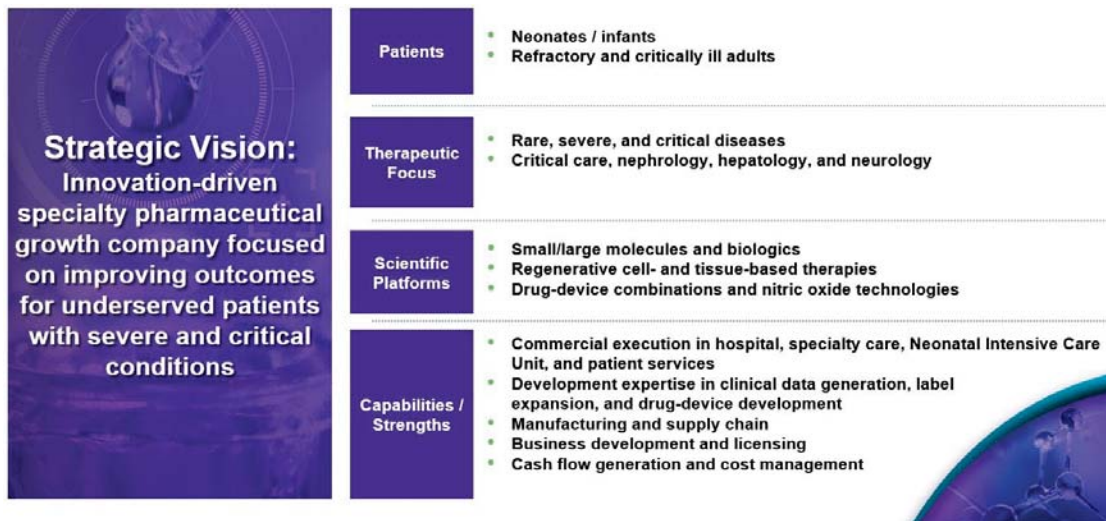 Strategic Vision:
Innovation-driven
specialty pharmaceutical
growth company focused
on improving outcomes
for underserved patients
with severe and critical
conditions
Patients
• Neonates / infants
• Refractory and critically ill adults
Therapeutic
Focus
• Rare, severe, and critical diseases
• Critical care, nephrology, hepatology, and neurology
Scientific
Platforms
• Small/large molecules and biologics
• Regenerative cell- and tissue-based therapies
• Drug-device combinations and nitric oxide technologies
Capabilities /
Strengths
• Commercial execution in hospital, specialty care, Neonatal Intensive Care
Unit, and patient services
• Development expertise in clinical data generation, label
expansion, and drug-device development
• Manufacturing and supply chain
• Business development and licensing
• Cash flow generation and cost management